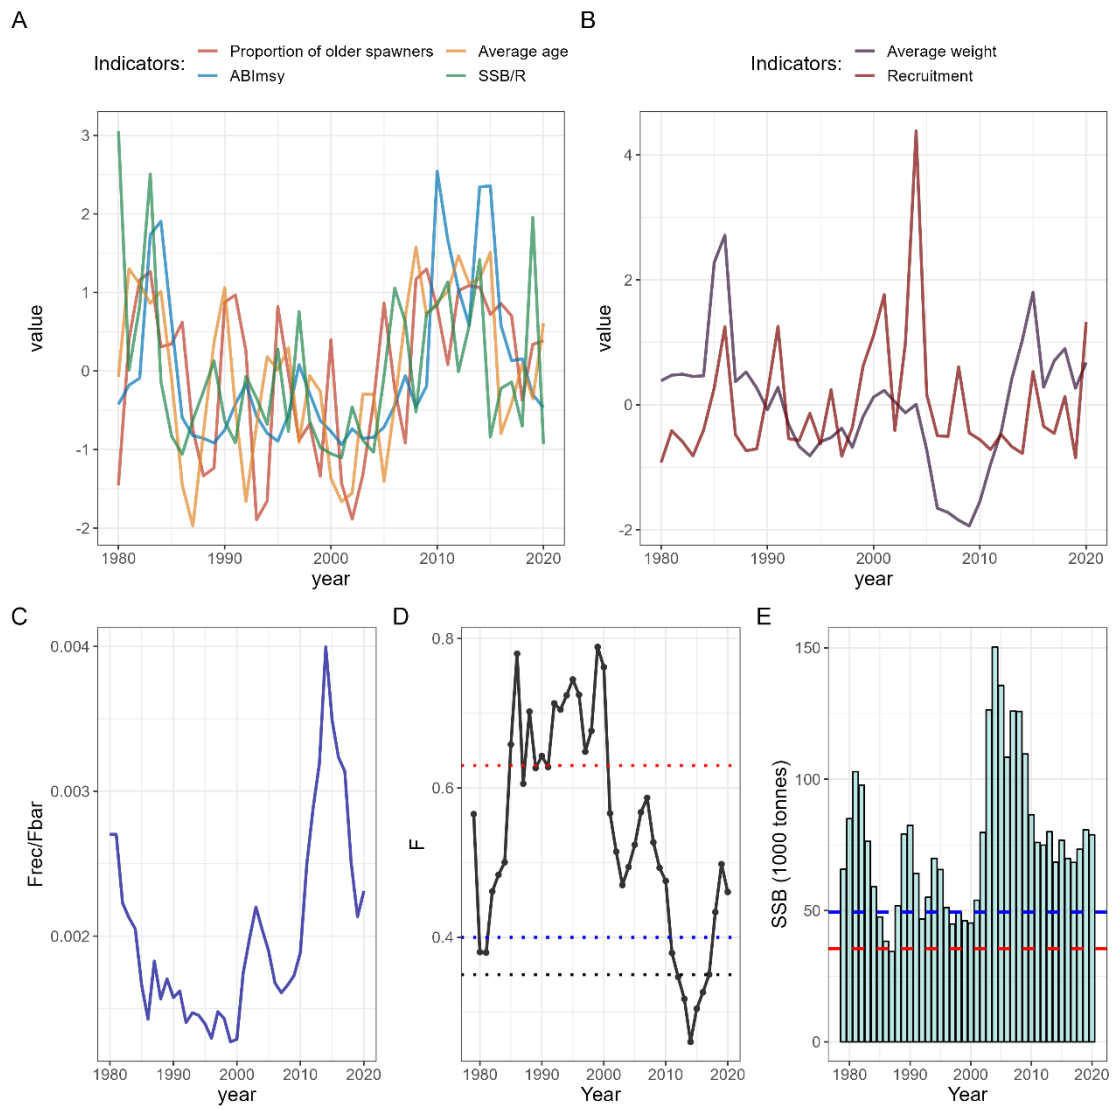 A
Indicators:
Proportion of older spawners
Average age
ABImsy
SSB/R
value
3
2
1
0
-1
-2
1980 1990 2000 2010 2020
year
B
Indicators:
Average weight
Recruitment
value
4
2
0
-2
1980 1990 2000 2010 2020
year
C
Frec/Fbar
0.004
0.003
0.002
1980 1990 2000 2010 2020
year
D
F
0.8
0.6
0.4
1980 1990 2000 2010 2020
Year
E
SSB (1000 tonnes)
150
100
50
0
1980 1990 2000 2010 2020
Year